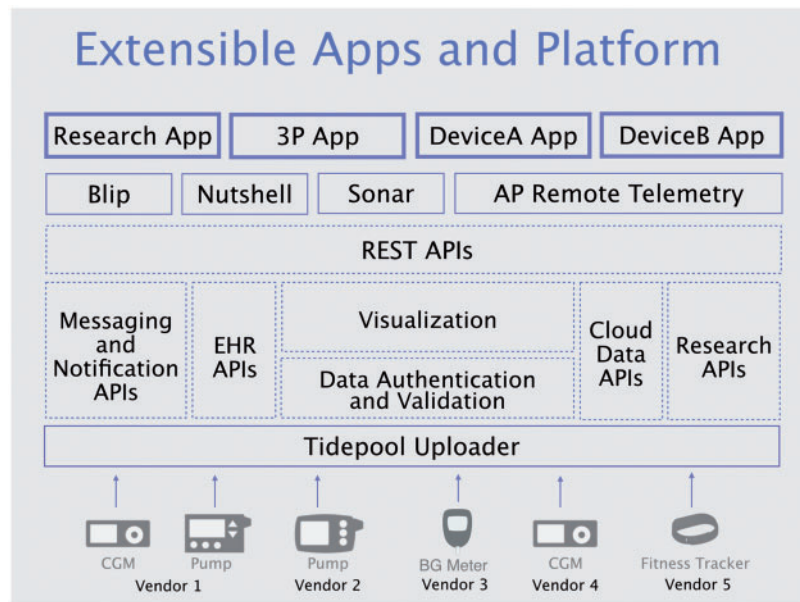 Extensible Apps and Platform
Research App
3P App
DeviceA App
DeviceB App
Blip
Nutshell
Sonar
AP Remote Telemetry
REST APIs
Messaging
and
Notification
APIs
EHR
APIs
Visualization
Data Authentication
and Validation
Cloud
Data
APIs
Research
APIs
Tidepool Uploader
CGM
Pump
Pump
BG Meter
CGM
Fitness Tracker
Vendor 1
Vendor 2
Vendor 3
Vendor 4
Vendor 5